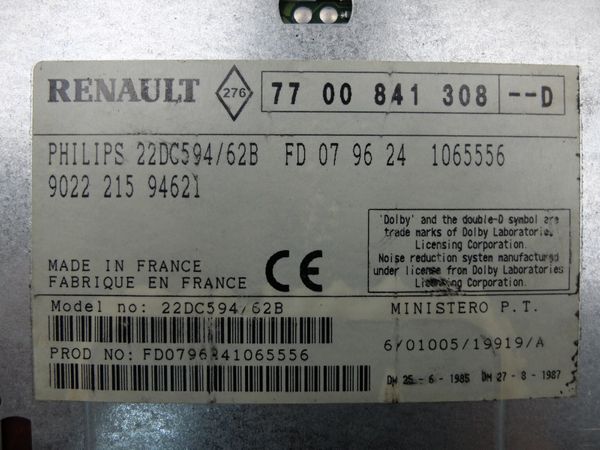 RENAULT 276 77 00 841 308 --D
PHILIPS 22DC594/62B FD 07 96 24 1065556
9022 215 94621
'Dolby' and the double-D symbol are
trade marks of Dolby Laboratories
Licensing Corporation.
Noise reduction system manufactured
under license from Dolby Laboratories
Licensing Corporation.
MADE IN FRANCE
FABRIQUE EN FRANCE
CE
Model no: 22DC594/62B
MINISTERO P.T.
PROD NO: FD0796241065556
6/01005/19919/A
DM 25 - 6 - 1985 DM 27 - 8 - 1987